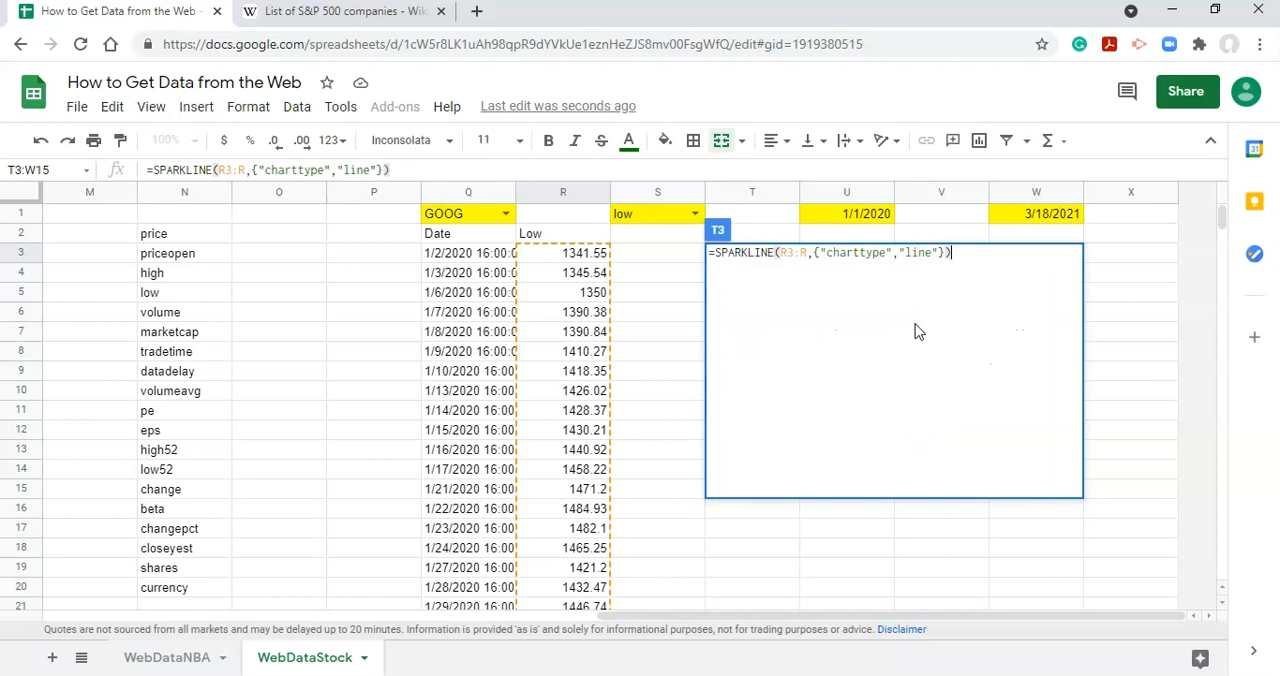 How to Get Data from the Web -
List of S&P 500 companies - Wiki
https://docs.google.com/spreadsheets/d/1cW5r8LK1uAh98qpR9dYVkUe1eznHeZJS8mv00FsgWfQ/edit#gid=1919380515
How to Get Data from the Web
File Edit View Insert Format Data Tools Add-ons Help Last edit was seconds ago
Share
100% $ % .0 .00 123 Inconsolata 11 B I S A
T3:W15 fx =SPARKLINE(R3:R,{"charttype","line"})
M N O P Q R S T U V W X
1 GOOG low 1/1/2020 3/18/2021
2 price Date Low T3
3 priceopen 1/2/2020 16:00:0 1341.55 =SPARKLINE(R3:R,{"charttype","line"})
4 high 1/3/2020 16:00:0 1345.54
5 low 1/6/2020 16:00:0 1350
6 volume 1/7/2020 16:00:0 1390.38
7 marketcap 1/8/2020 16:00:0 1390.84
8 tradetime 1/9/2020 16:00:0 1410.27
9 datadelay 1/10/2020 16:00 1418.35
10 volumeavg 1/13/2020 16:00 1426.02
11 pe 1/14/2020 16:00 1428.37
12 eps 1/15/2020 16:00 1430.21
13 high52 1/16/2020 16:00 1440.92
14 low52 1/17/2020 16:00 1458.22
15 change 1/21/2020 16:00 1471.2
16 beta 1/22/2020 16:00 1484.93
17 changepct 1/23/2020 16:00 1482.1
18 closeyest 1/24/2020 16:00 1465.25
19 shares 1/27/2020 16:00 1421.2
20 currency 1/28/2020 16:00 1432.47
21 1/29/2020 16:00 1446.74
Quotes are not sourced from all markets and may be delayed up to 20 minutes. Information is provided 'as is' and solely for informational purposes, not for trading purposes or advice. Disclaimer
WebDataNBA WebDataStock